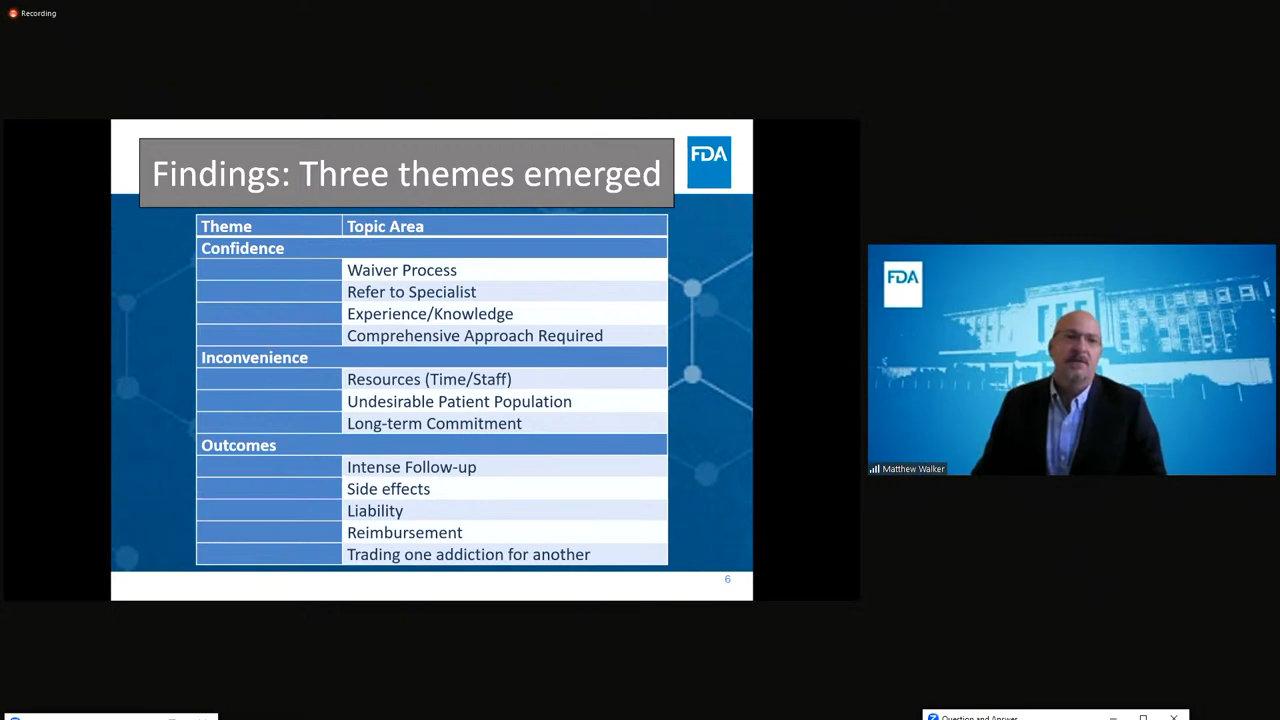 Recording
Findings: Three themes emerged
FDA
Theme Topic Area
Confidence
Waiver Process
Refer to Specialist
Experience/Knowledge
Comprehensive Approach Required
Inconvenience
Resources (Time/Staff)
Undesirable Patient Population
Long-term Commitment
Outcomes
Intense Follow-up
Side effects
Liability
Reimbursement
Trading one addiction for another
6
FDA
Matthew Walker
Question and Answer